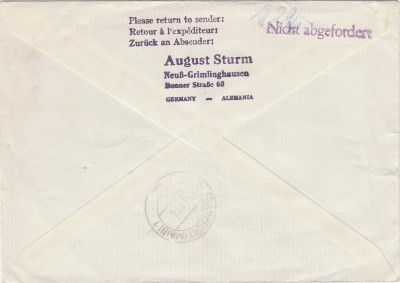 Please return to sender:
Retour à l'expéditeur:
Zurück an Absender:
August Sturm
Neuß-Grimlinghausen
Bonner Straße 60
GERMANY — ALEMANIA
Nicht abgefordert